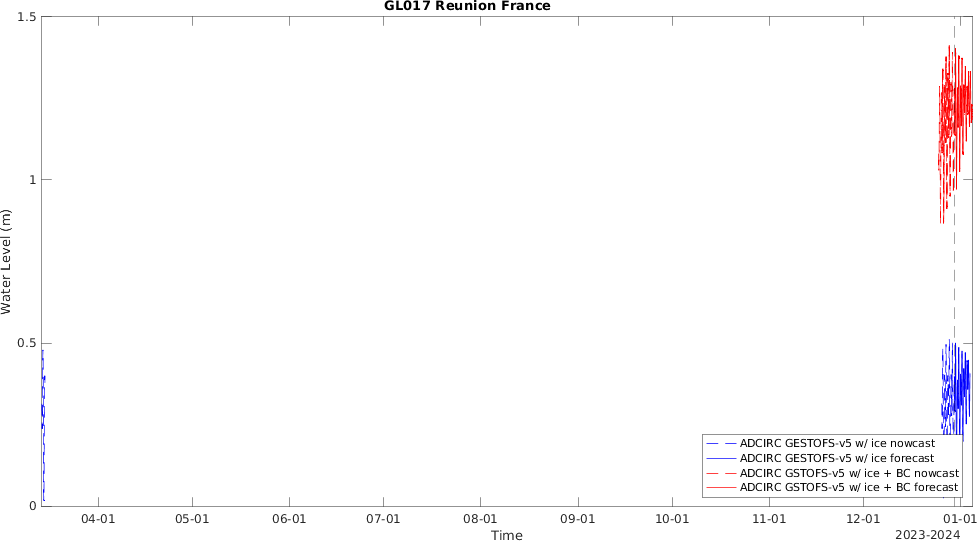 GL017 Reunion France
1.5
1
0.5
0
Water Level (m)
ADCIRC GESTOFS-v5 w/ ice nowcast
ADCIRC GESTOFS-v5 w/ ice forecast
ADCIRC GSTOFS-v5 w/ ice + BC nowcast
ADCIRC GSTOFS-v5 w/ ice + BC forecast
04-01 05-01 06-01 07-01 08-01 09-01 10-01 11-01 12-01 01-01
Time
2023-2024